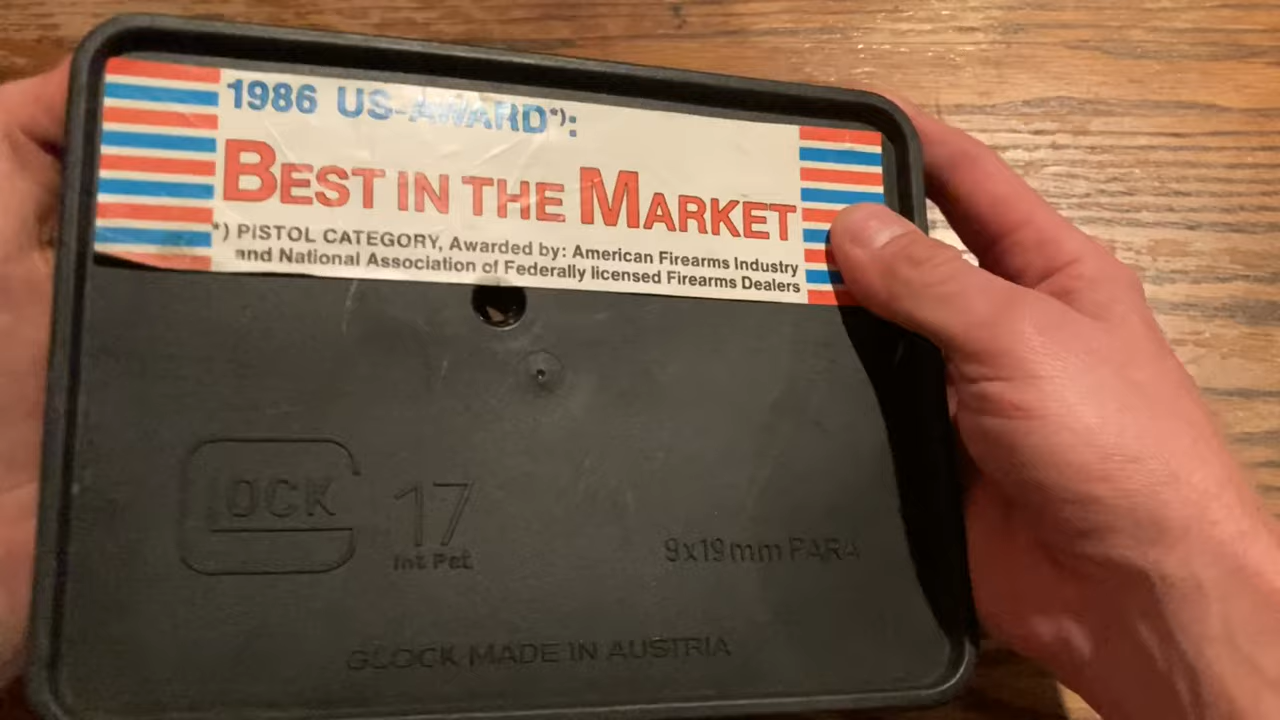 1986 US-AWARD*):
BEST IN THE MARKET
*) PISTOL CATEGORY, Awarded by: American Firearms Industry
and National Association of Federally licensed Firearms Dealers
GLOCK 17
Int Pat
9x19mm PARA
GLOCK MADE IN AUSTRIA